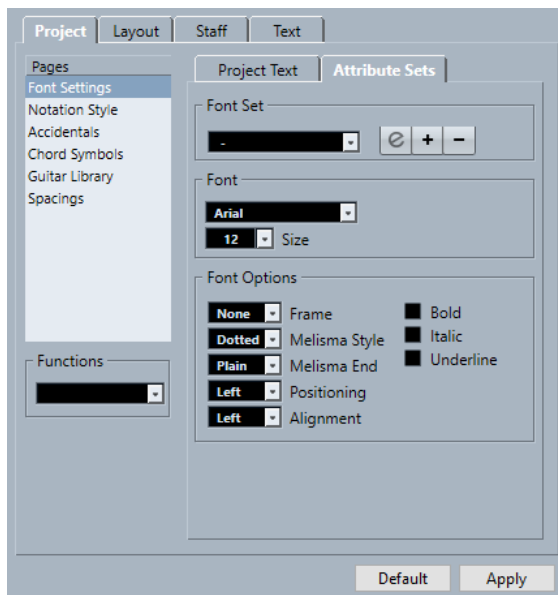 Project Layout Staff Text
Pages
Font Settings
Notation Style
Accidentals
Chord Symbols
Guitar Library
Spacings
Functions
Project Text Attribute Sets
Font Set
- e + −
Font
Arial
12 Size
Font Options
None Frame
Dotted Melisma Style
Plain Melisma End
Left Positioning
Left Alignment
Bold
Italic
Underline
Default Apply